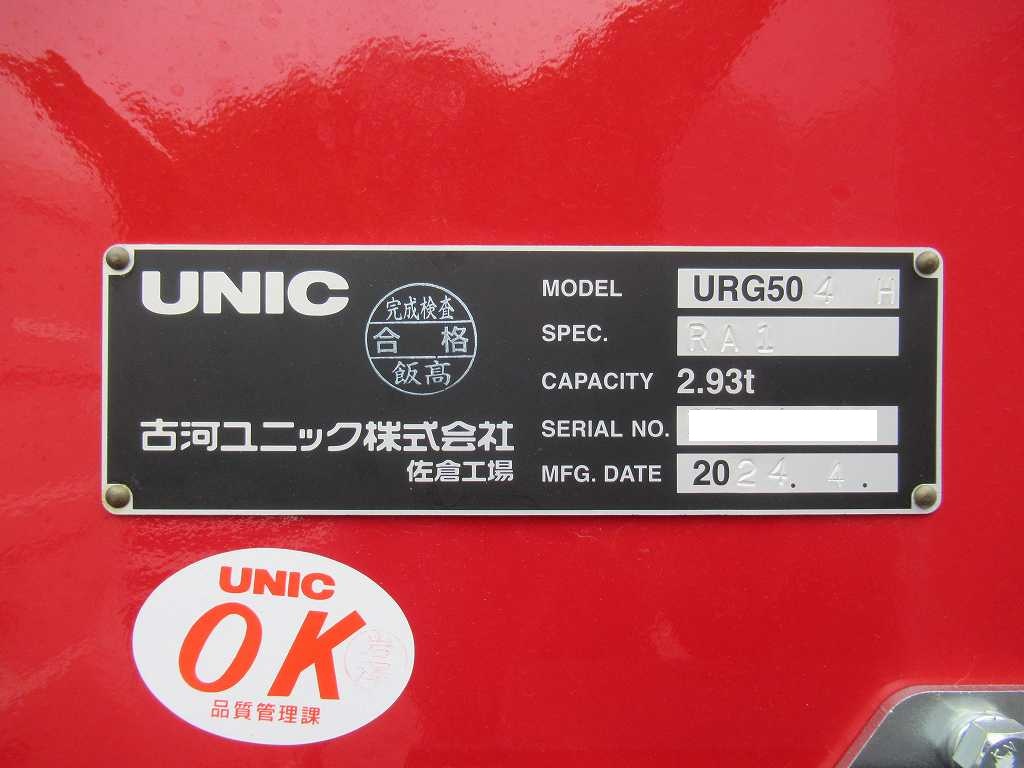 UNIC
完成検査
合格
飯高
古河ユニック株式会社
佐倉工場
MODEL URG504 H
SPEC. RA1
CAPACITY 2.93t
SERIAL NO.
MFG. DATE 2024. 4.
UNIC
OK
品質管理課